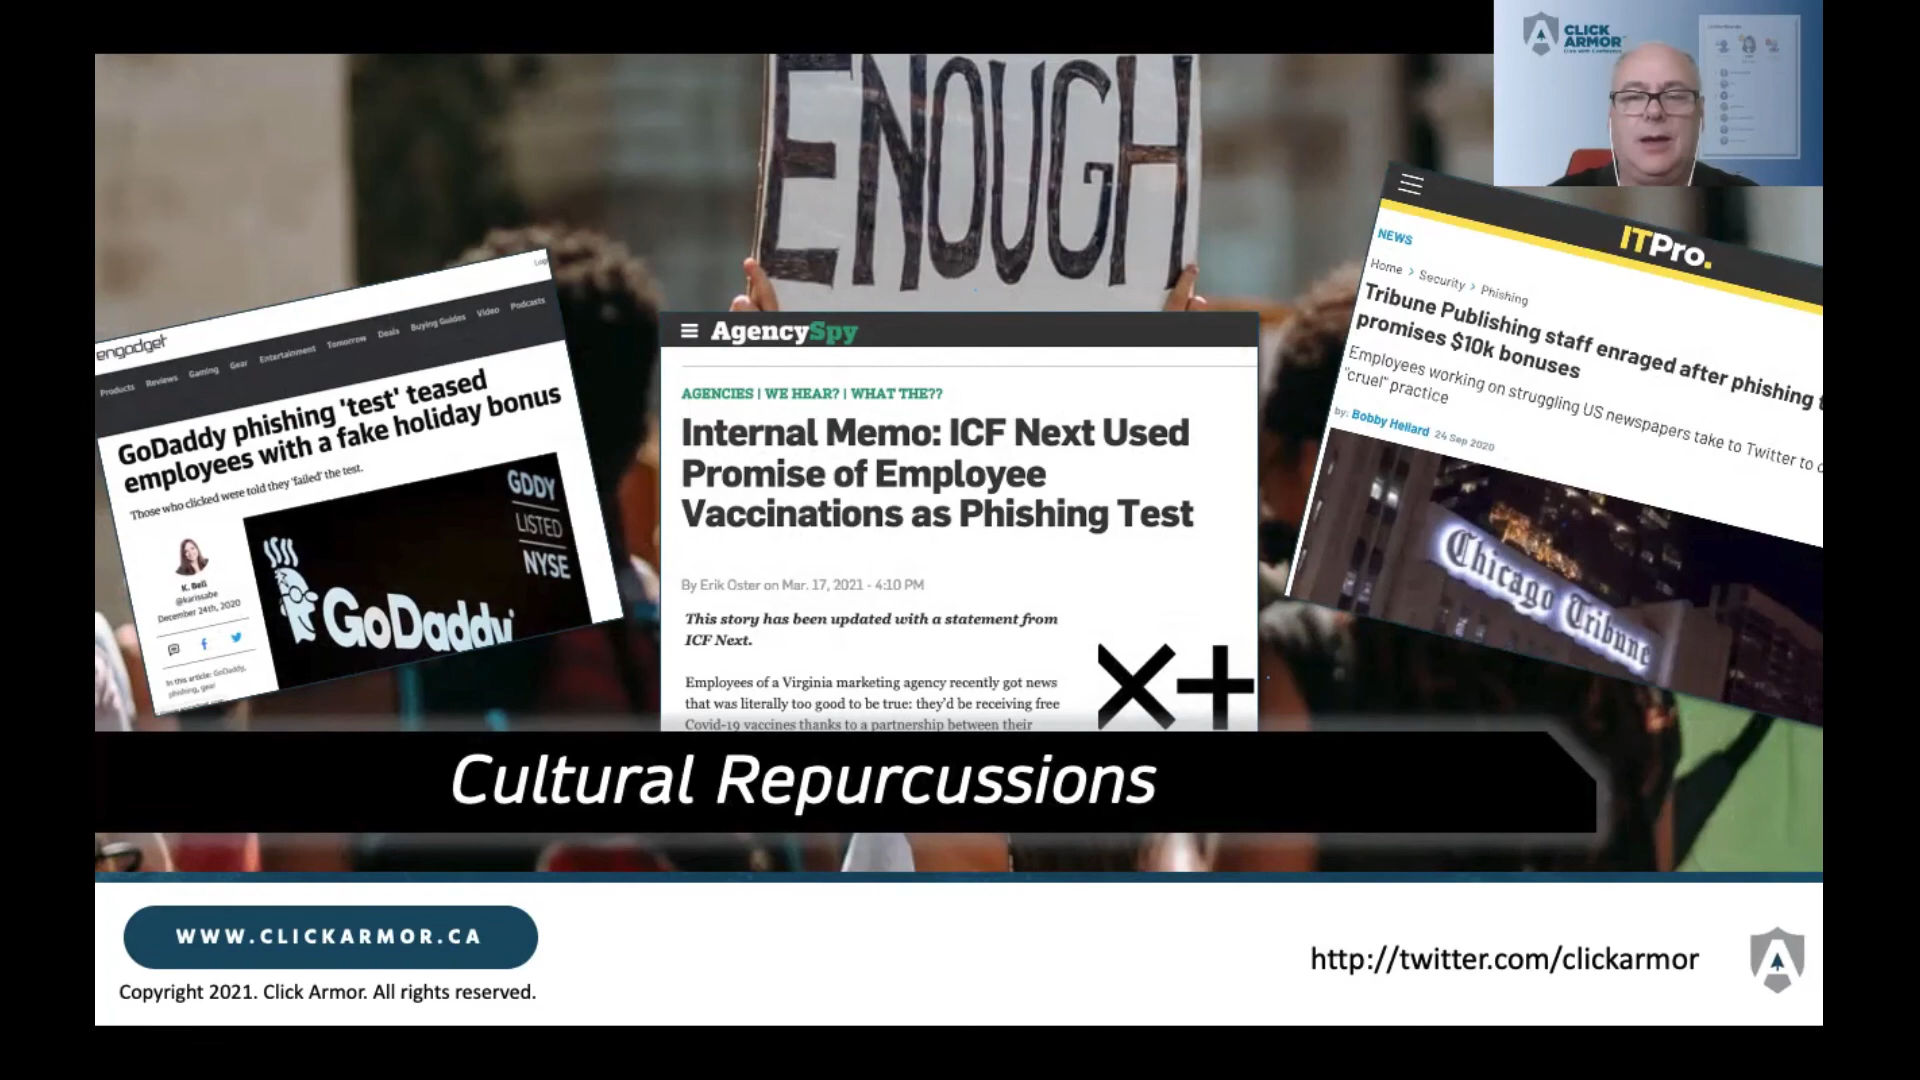 CLICK
ARMOR
ENOUGH
engadget
Products Reviews Gaming Gear Entertainment Tomorrow Deals Buying Guides Video Podcasts
GoDaddy phishing 'test' teased
employees with a fake holiday bonus
Those who clicked were told they 'failed' the test.
K. Bell
@karissabe
December 24th, 2020
In this article: GoDaddy,
phishing, gear
GDDY
LISTED
NYSE
GoDaddy
AgencySpy
AGENCIES | WE HEAR? | WHAT THE??
Internal Memo: ICF Next Used
Promise of Employee
Vaccinations as Phishing Test
By Erik Oster on Mar. 17, 2021 - 4:10 PM
This story has been updated with a statement from
ICF Next.
Employees of a Virginia marketing agency recently got news
that was literally too good to be true: they'd be receiving free
Covid-19 vaccines thanks to a partnership between their
ITPro.
NEWS
Home > Security > Phishing
Tribune Publishing staff enraged after phishing
promises $10k bonuses
Employees working on struggling US newspapers take to Twitter to
"cruel" practice
by: Bobby Hellard 24 Sep 2020
Chicago Tribune
Cultural Repurcussions
WWW.CLICKARMOR.CA
Copyright 2021. Click Armor. All rights reserved.
http://twitter.com/clickarmor